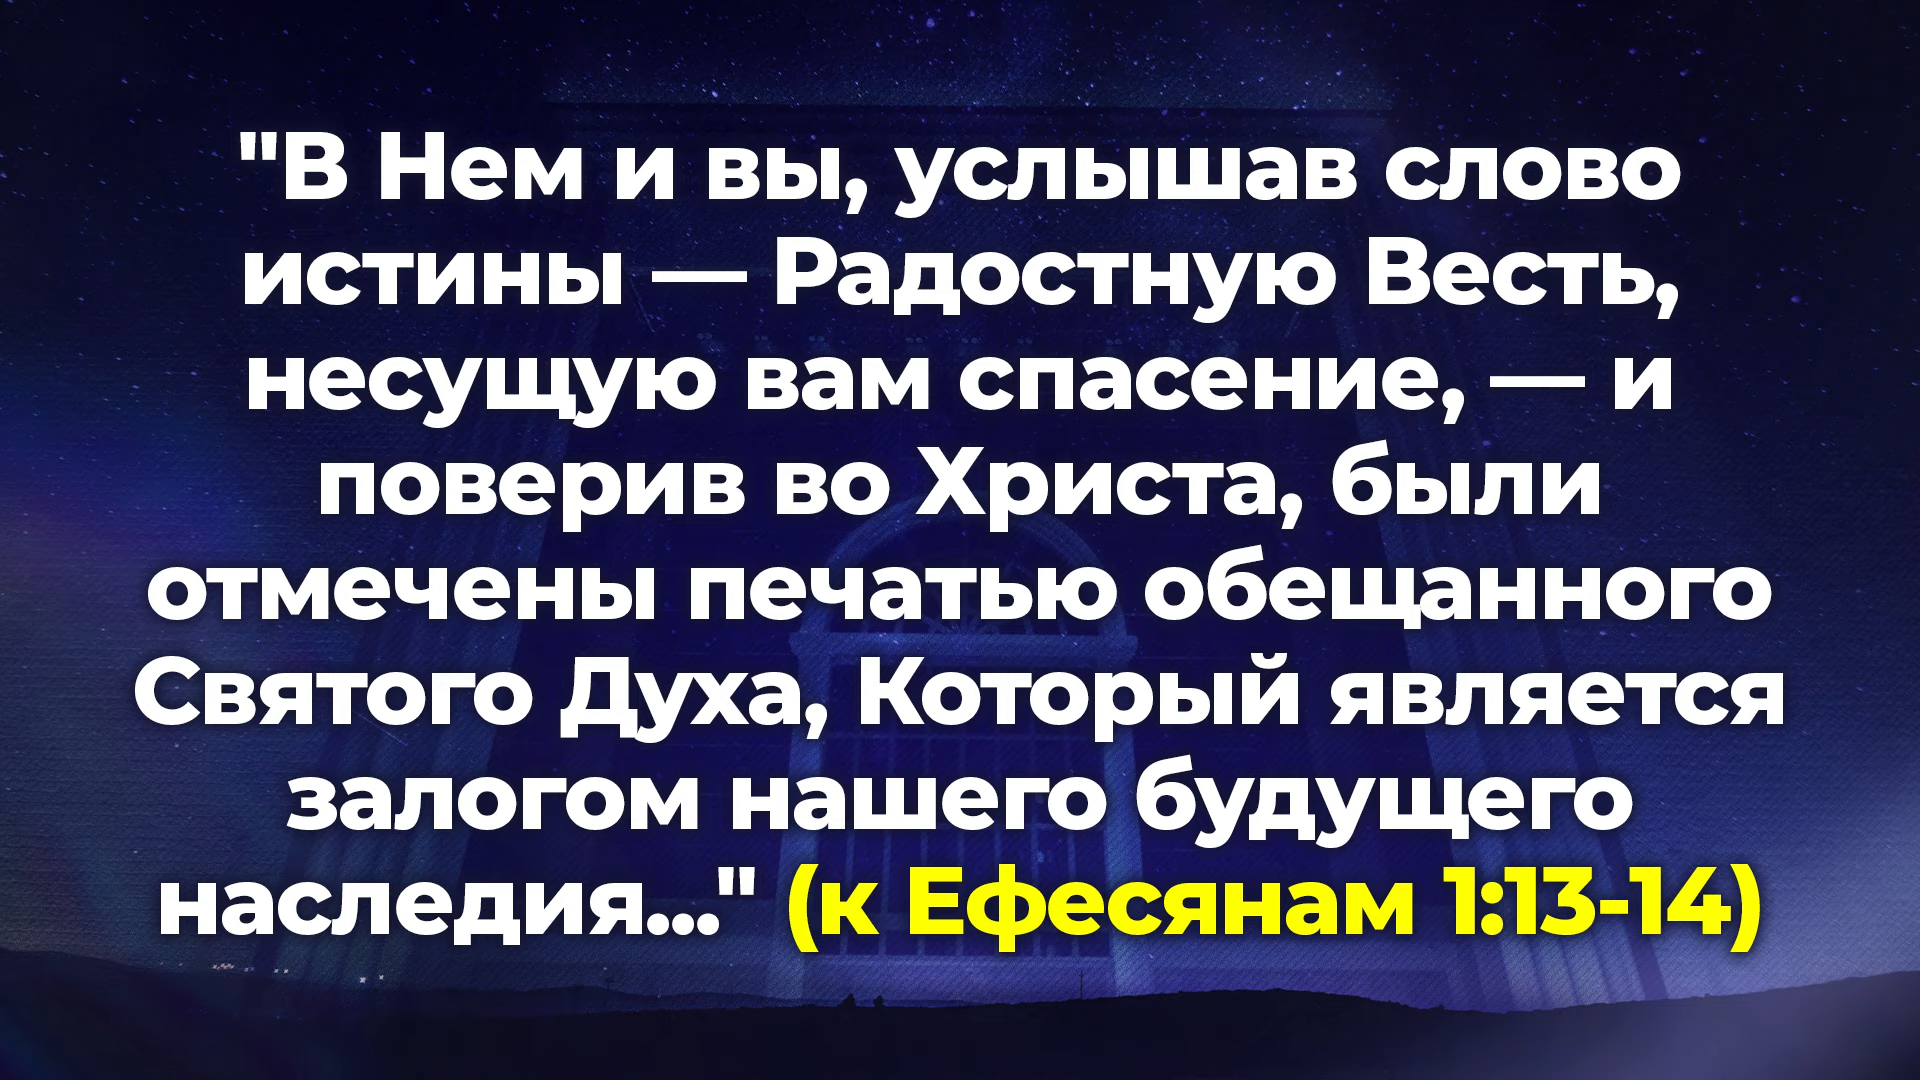 "В Нем и вы, услышав слово
истины — Радостную Весть,
несущую вам спасение, — и
поверив во Христа, были
отмечены печатью обещанного
Святого Духа, Который является
залогом нашего будущего
наследия..." (к Ефесянам 1:13-14)